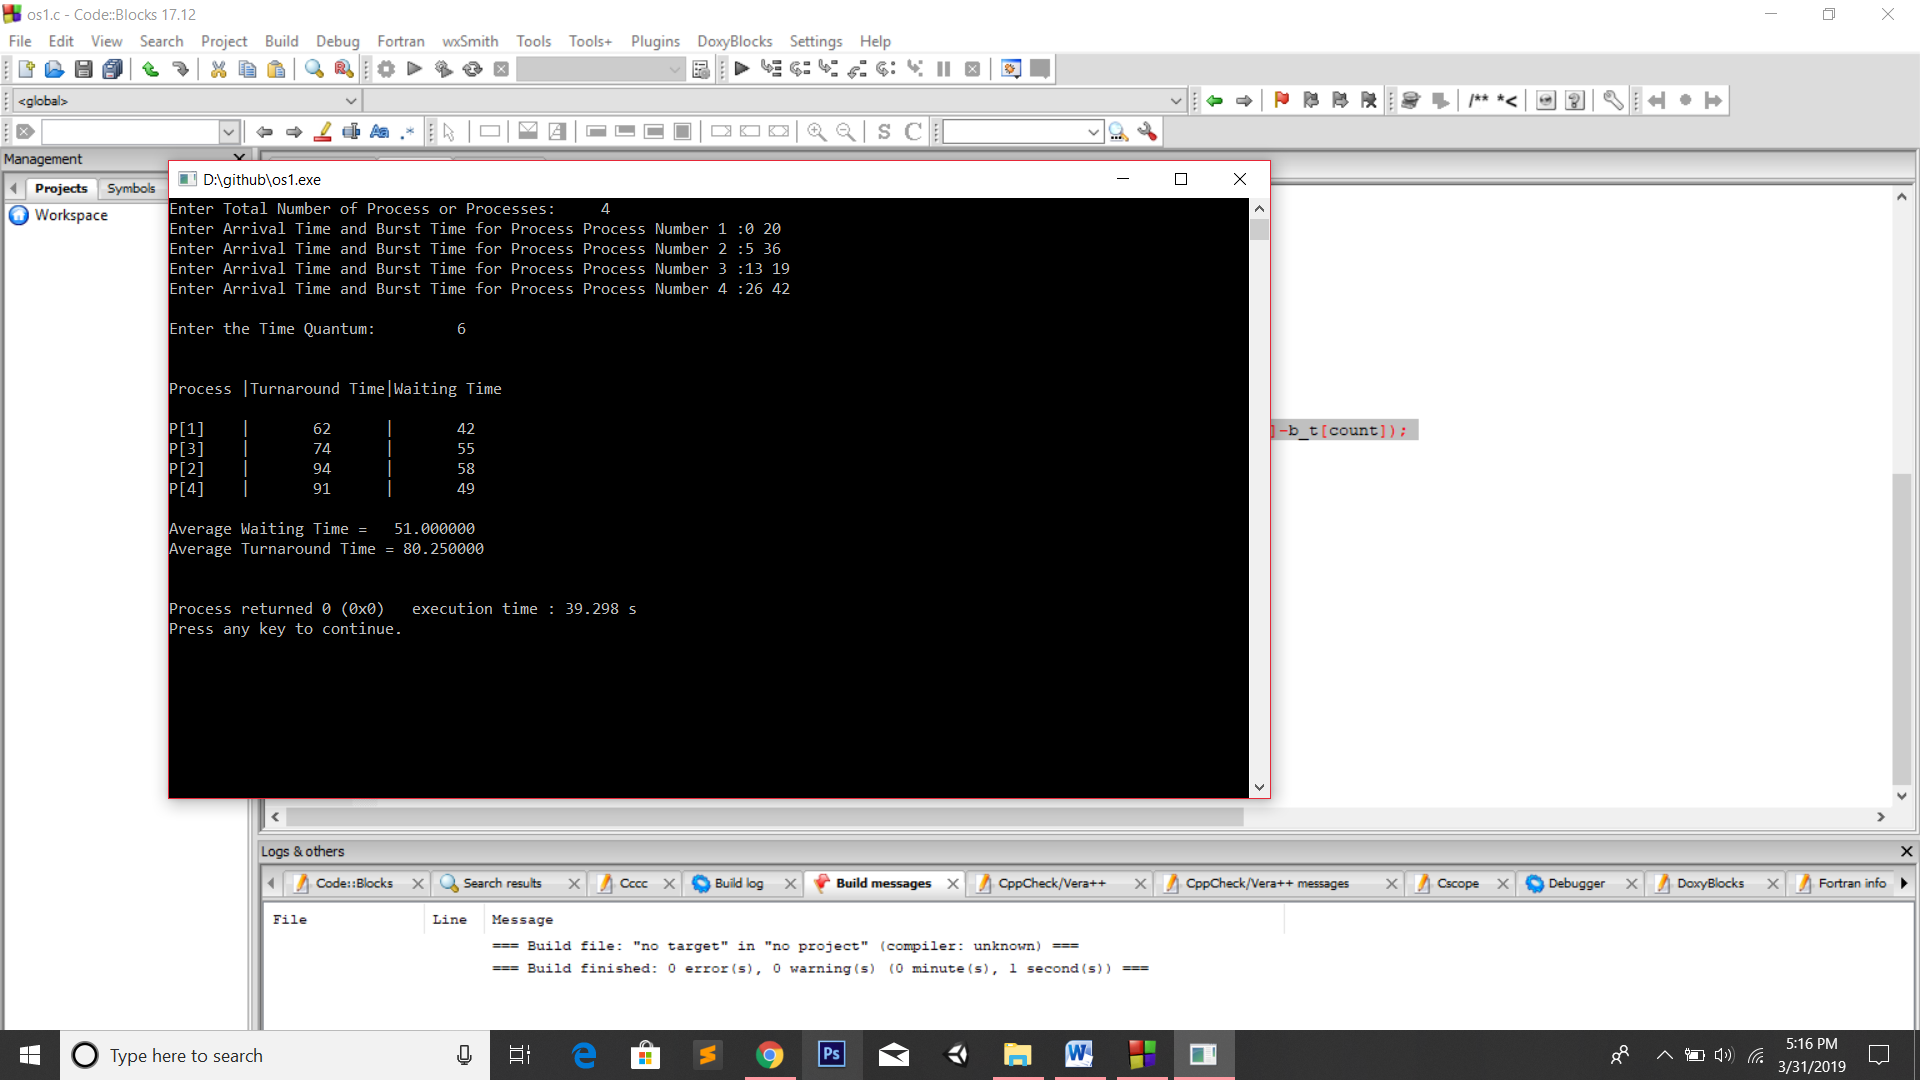 os1.c - Code::Blocks 17.12
File Edit View Search Project Build Debug Fortran wxSmith Tools Tools+ Plugins DoxyBlocks Settings Help
<global>
/** *<
Management
Projects Symbols
Workspace
D:\github\os1.exe
Enter Total Number of Process or Processes: 4
Enter Arrival Time and Burst Time for Process Process Number 1 :0 20
Enter Arrival Time and Burst Time for Process Process Number 2 :5 36
Enter Arrival Time and Burst Time for Process Process Number 3 :13 19
Enter Arrival Time and Burst Time for Process Process Number 4 :26 42
Enter the Time Quantum: 6
Process |Turnaround Time|Waiting Time
P[1] | 62 | 42
P[3] | 74 | 55
P[2] | 94 | 58
P[4] | 91 | 49
Average Waiting Time = 51.000000
Average Turnaround Time = 80.250000
Process returned 0 (0x0) execution time : 39.298 s
Press any key to continue.
]-b_t[count]);
Logs & others
Code::Blocks Search results Cccc Build log Build messages CppCheck/Vera++ CppCheck/Vera++ messages Cscope Debugger DoxyBlocks Fortran info
File Line Message
=== Build file: "no target" in "no project" (compiler: unknown) ===
=== Build finished: 0 error(s), 0 warning(s) (0 minute(s), 1 second(s)) ===
Type here to search
Ps
5:16 PM
3/31/2019